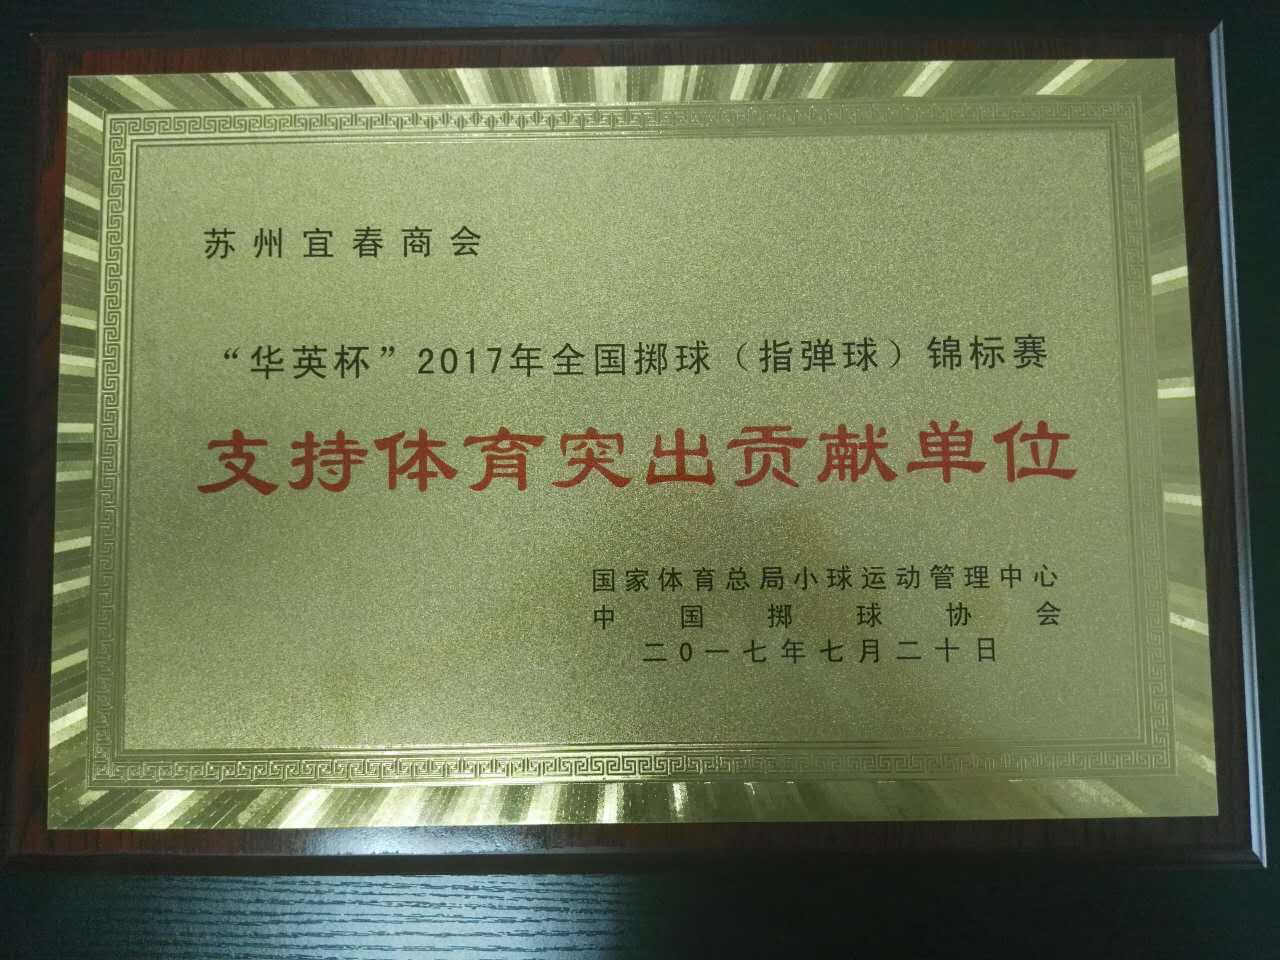 苏州宜春商会
“华英杯”2017年全国掷球（指弹球）锦标赛
支持体育突出贡献单位
国家体育总局小球运动管理中心
中国掷球协会
二0一七年七月二十日